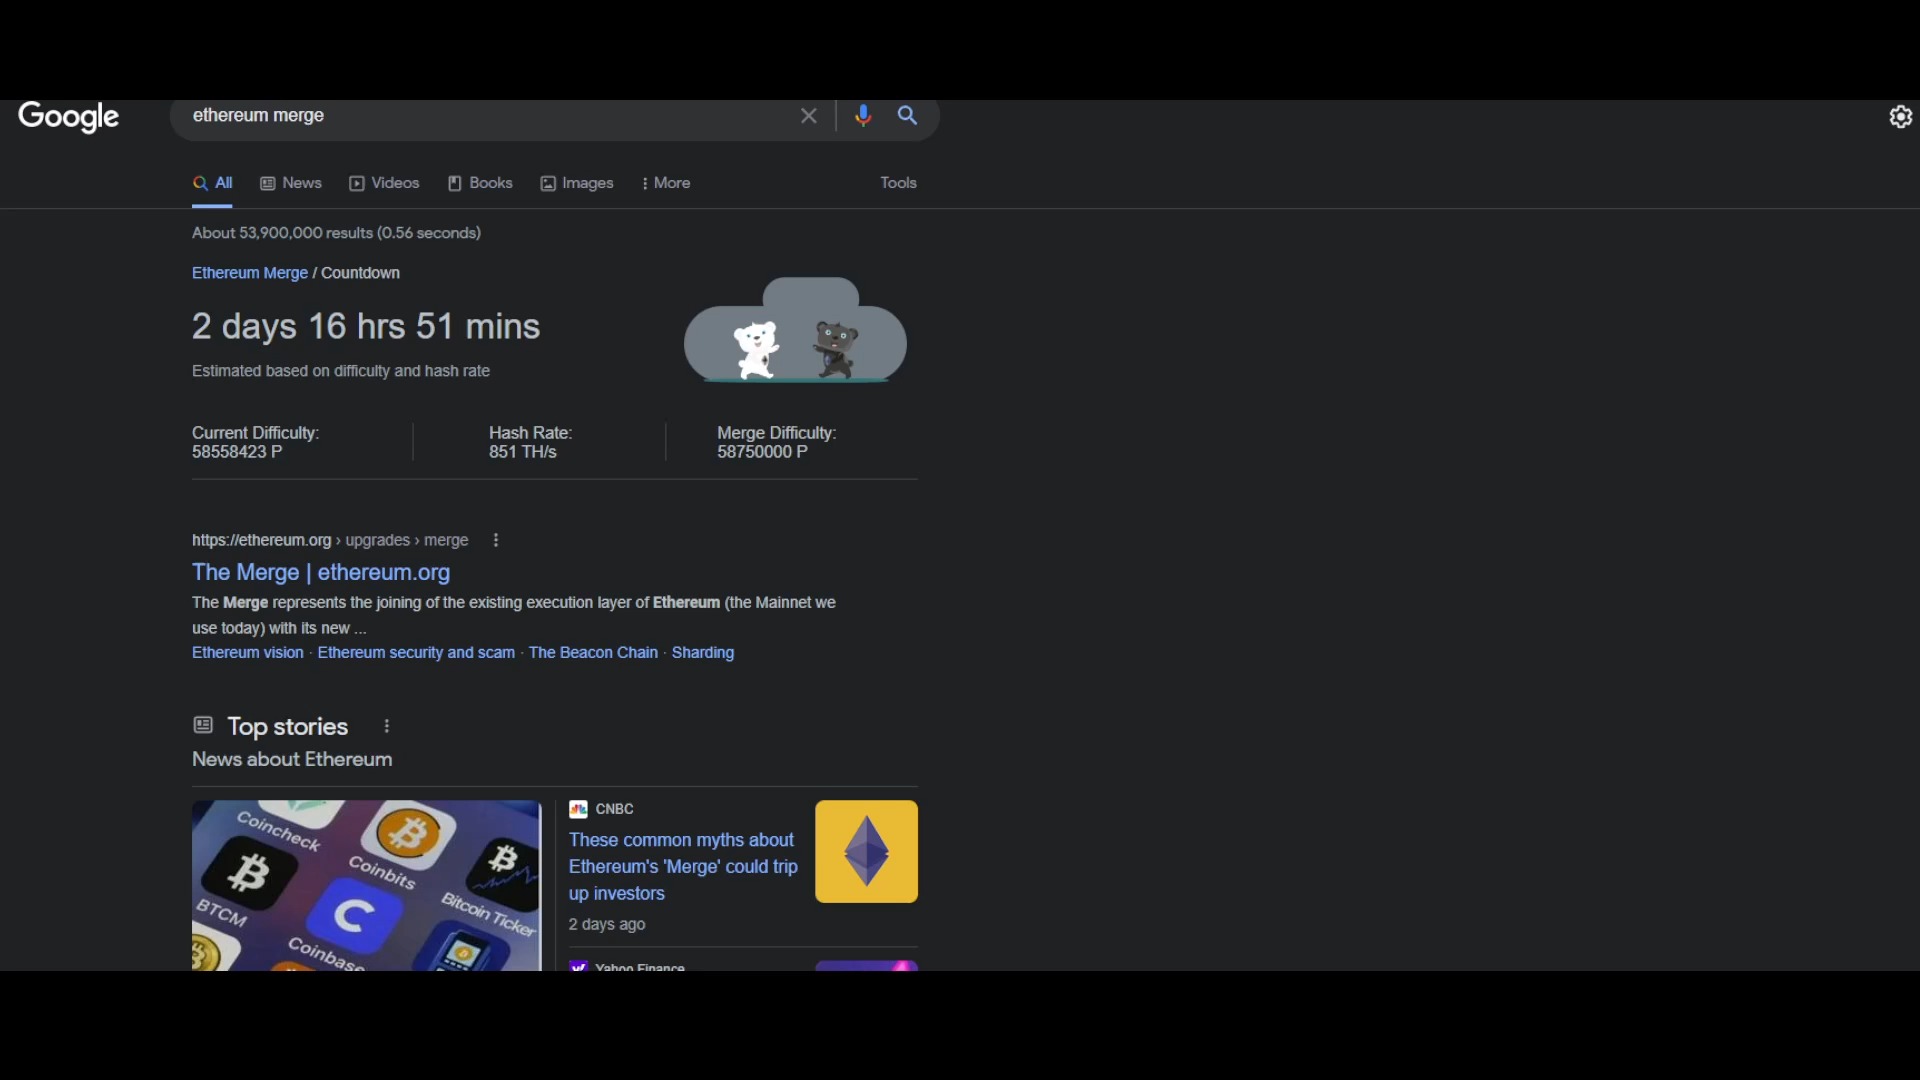 Google
ethereum merge
All News Videos Books Images More Tools
About 53,900,000 results (0.56 seconds)
Ethereum Merge / Countdown
2 days 16 hrs 51 mins
Estimated based on difficulty and hash rate
Current Difficulty:
58558423 P
Hash Rate:
851 TH/s
Merge Difficulty:
58750000 P
https://ethereum.org › upgrades › merge
The Merge | ethereum.org
The Merge represents the joining of the existing execution layer of Ethereum (the Mainnet we
use today) with its new ...
Ethereum vision · Ethereum security and scam · The Beacon Chain · Sharding
Top stories
News about Ethereum
Coincheck
Coinbits
Bitcoin Ticker
BTCM
Coinbase
CNBC
These common myths about
Ethereum's 'Merge' could trip
up investors
2 days ago
Yahoo Finance